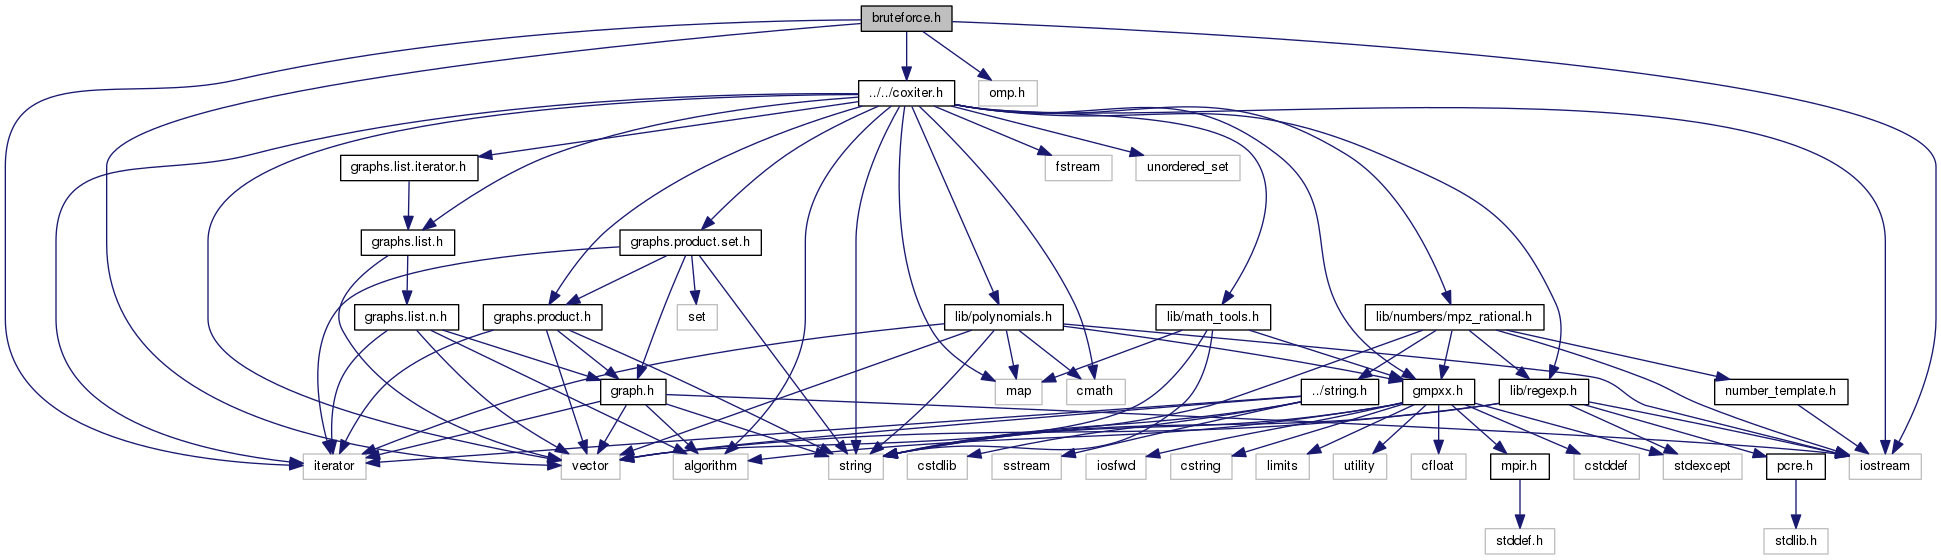 bruteforce.h
../../coxiter.h
omp.h
graphs.list.iterator.h
fstream
unordered_set
graphs.list.h
graphs.product.set.h
graphs.list.n.h
graphs.product.h
set
lib/polynomials.h
lib/math_tools.h
lib/numbers/mpz_rational.h
graph.h
map
cmath
../string.h
gmpxx.h
lib/regexp.h
number_template.h
iterator
vector
algorithm
string
cstdlib
sstream
iosfwd
cstring
limits
utility
cfloat
mpir.h
cstddef
stdexcept
pcre.h
iostream
stddef.h
stdlib.h